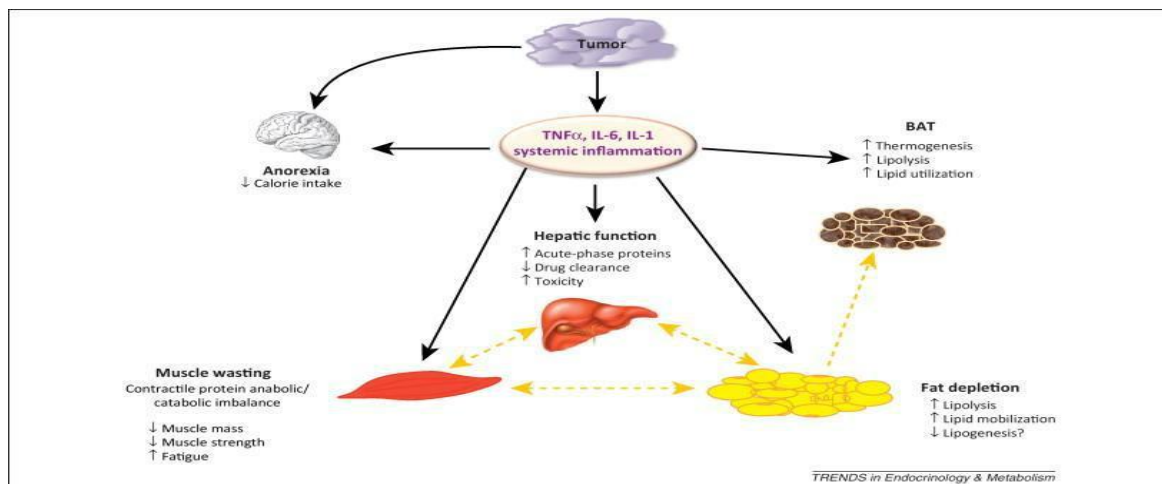 Tumor
TNFα, IL-6, IL-1
systemic inflammation
Anorexia
↓ Calorie intake
BAT
↑ Thermogenesis
↑ Lipolysis
↑ Lipid utilization
Hepatic function
↑ Acute-phase proteins
↓ Drug clearance
↑ Toxicity
Muscle wasting
Contractile protein anabolic/
catabolic imbalance
↓ Muscle mass
↓ Muscle strength
↑ Fatigue
Fat depletion
↑ Lipolysis
↑ Lipid mobilization
↓ Lipogenesis?
TRENDS in Endocrinology & Metabolism